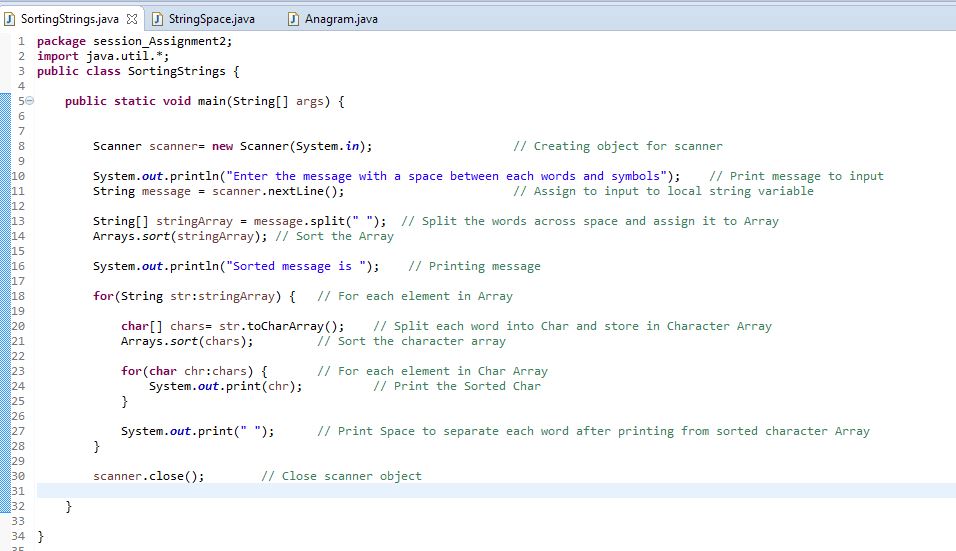 SortingStrings.java StringSpace.java Anagram.java
1 package session_Assignment2;
2 import java.util.*;
3 public class SortingStrings {
4
5 public static void main(String[] args) {
6
7
8 Scanner scanner= new Scanner(System.in); // Creating object for scanner
9
10 System.out.println("Enter the message with a space between each words and symbols"); // Print message to input
11 String message = scanner.nextLine(); // Assign to input to local string variable
12
13 String[] stringArray = message.split(" "); // Split the words across space and assign it to Array
14 Arrays.sort(stringArray); // Sort the Array
15
16 System.out.println("Sorted message is "); // Printing message
17
18 for(String str:stringArray) { // For each element in Array
19
20 char[] chars= str.toCharArray(); // Split each word into Char and store in Character Array
21 Arrays.sort(chars); // Sort the character array
22
23 for(char chr:chars) { // For each element in Char Array
24 System.out.print(chr); // Print the Sorted Char
25 }
26
27 System.out.print(" "); // Print Space to separate each word after printing from sorted character Array
28 }
29
30 scanner.close(); // Close scanner object
31
32 }
33
34 }
35